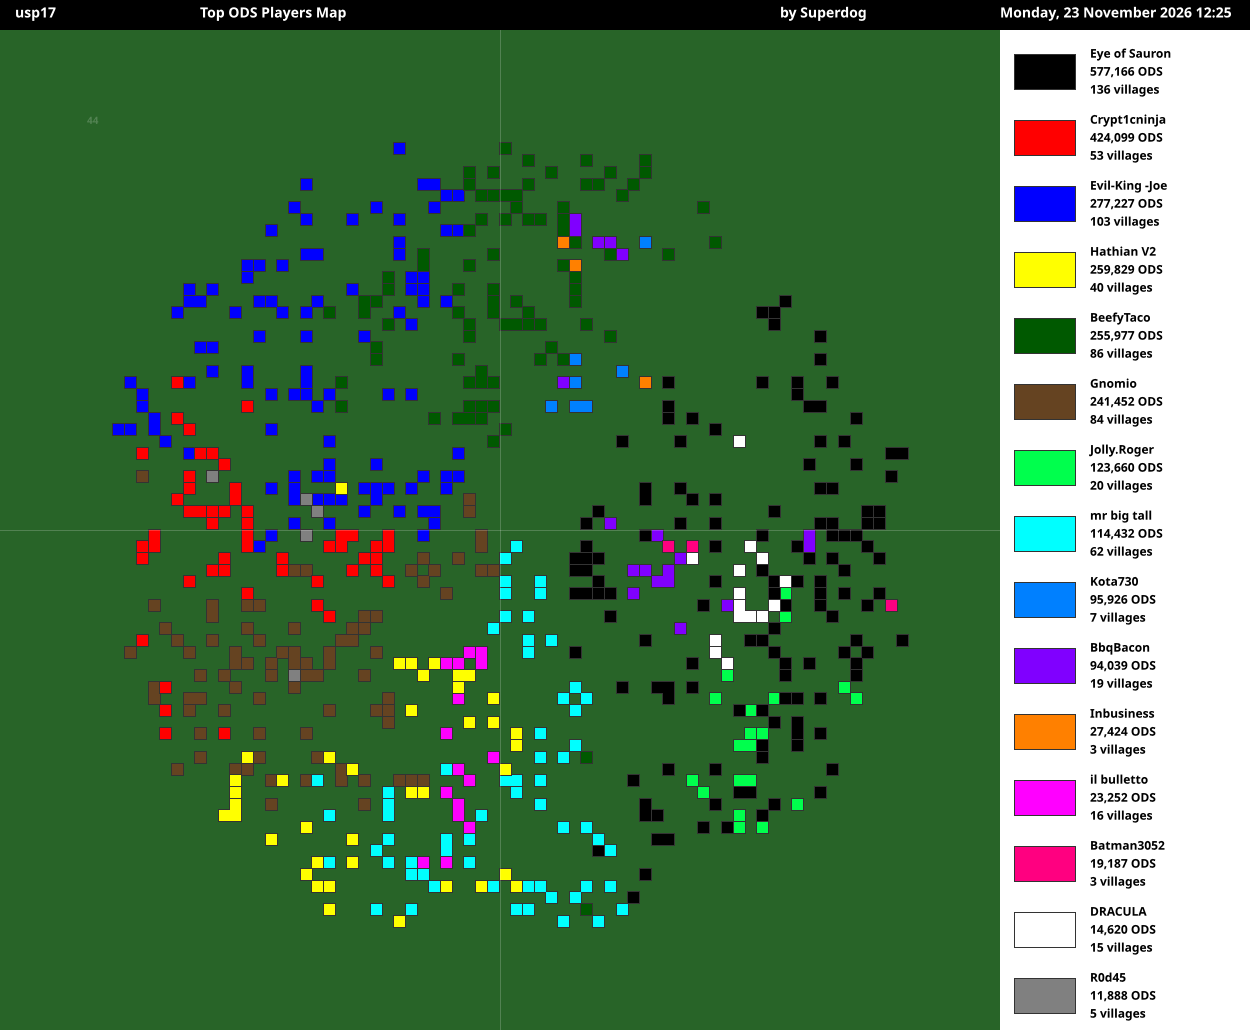 usp17 Top ODS Players Map by Superdog Monday, 23 November 2026 12:25
44
Eye of Sauron
577,166 ODS
136 villages
Crypt1cninja
424,099 ODS
53 villages
Evil-King -Joe
277,227 ODS
103 villages
Hathian V2
259,829 ODS
40 villages
BeefyTaco
255,977 ODS
86 villages
Gnomio
241,452 ODS
84 villages
Jolly.Roger
123,660 ODS
20 villages
mr big tall
114,432 ODS
62 villages
Kota730
95,926 ODS
7 villages
BbqBacon
94,039 ODS
19 villages
Inbusiness
27,424 ODS
3 villages
il bulletto
23,252 ODS
16 villages
Batman3052
19,187 ODS
3 villages
DRACULA
14,620 ODS
15 villages
R0d45
11,888 ODS
5 villages